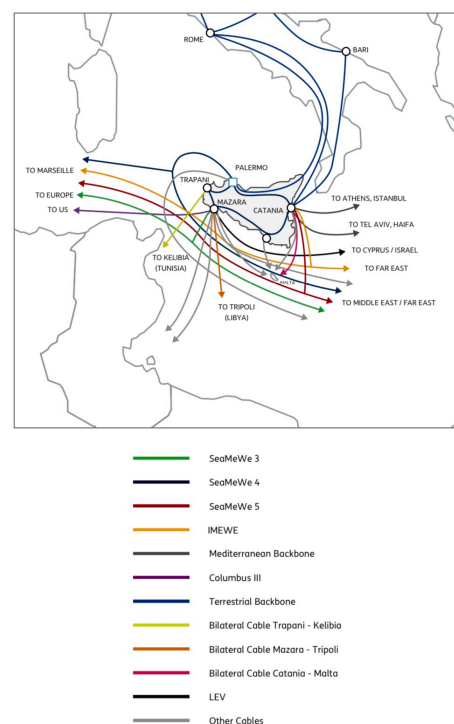 ROME
BARI
TO MARSEILLE
PALERMO
TRAPANI
TO EUROPE
MAZARA
CATANIA
TO ATHENS, ISTANBUL
TO US
TO TEL AVIV, HAIFA
TO CYPRUS / ISRAEL
TO KELIBIA
(TUNISIA)
TO FAR EAST
MALTA
TO TRIPOLI
(LIBYA)
TO MIDDLE EAST / FAR EAST
SeaMeWe 3
SeaMeWe 4
SeaMeWe 5
IMEWE
Mediterranean Backbone
Columbus III
Terrestrial Backbone
Bilateral Cable Trapani - Kelibia
Bilateral Cable Mazara - Tripoli
Bilateral Cable Catania - Malta
LEV
Other Cables